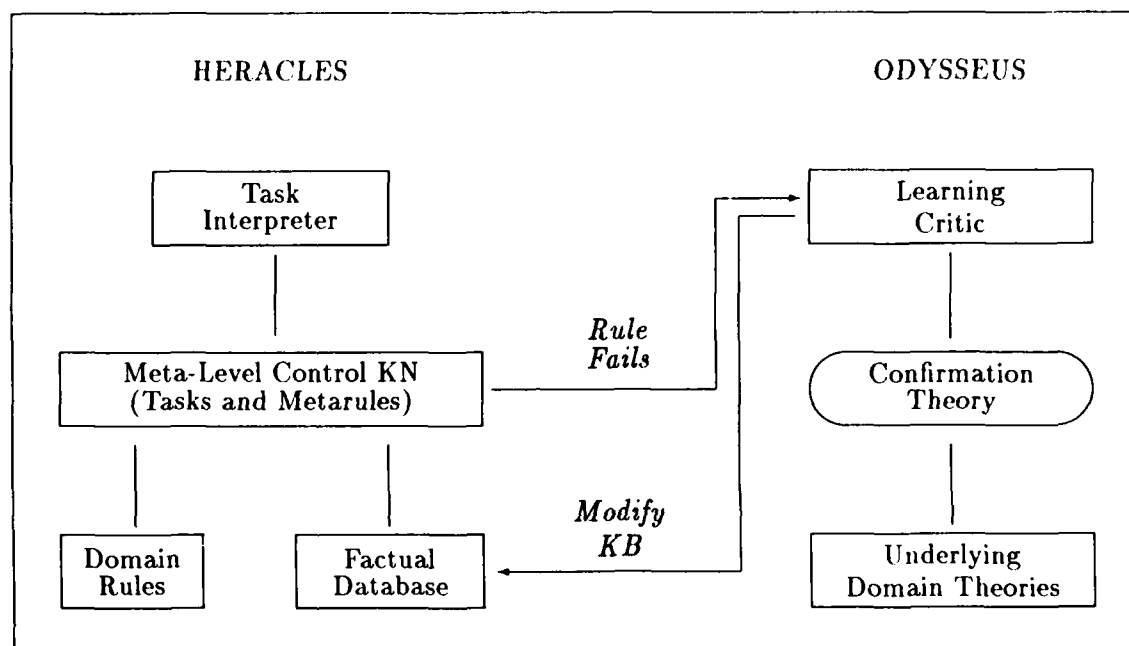 HERACLES
ODYSSEUS
Task
Interpreter
Learning
Critic
Rule
Fails
Meta-Level Control KN
(Tasks and Metarules)
Confirmation
Theory
Modify
KB
Domain
Rules
Factual
Database
Underlying
Domain Theories